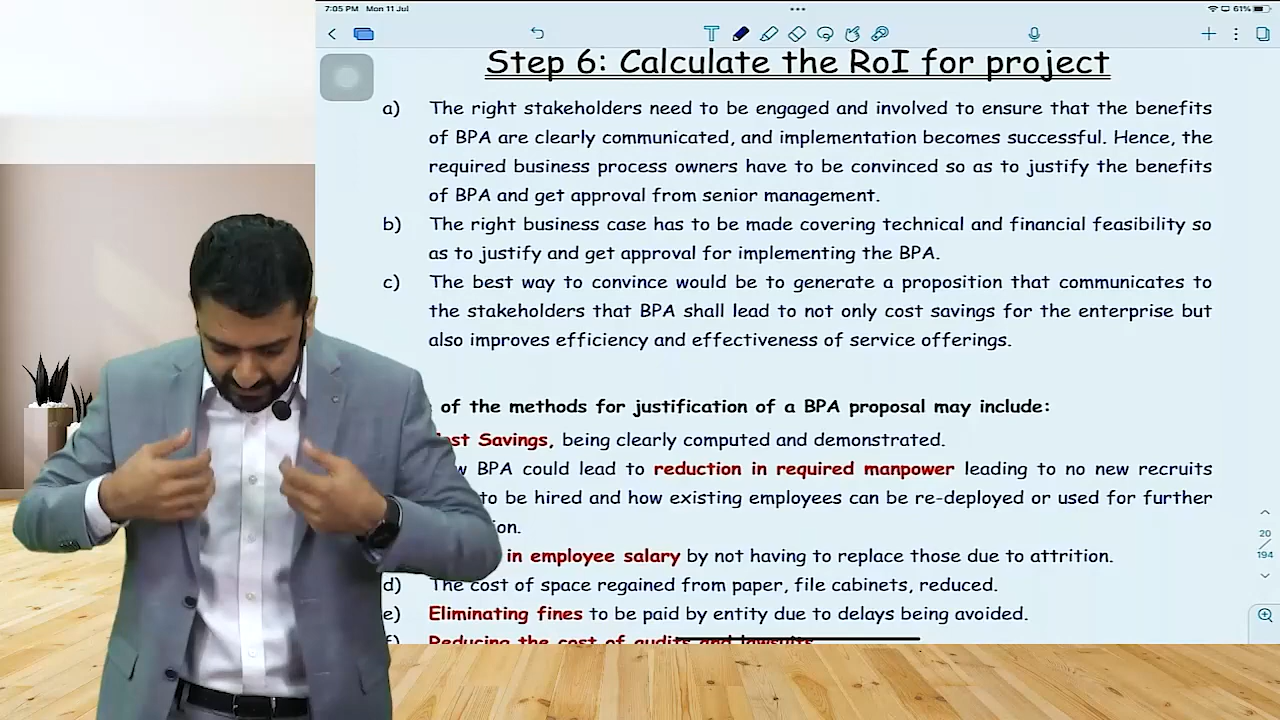 7:05 PM Mon 11 Jul
61%
Step 6: Calculate the RoI for project
a) The right stakeholders need to be engaged and involved to ensure that the benefits
of BPA are clearly communicated, and implementation becomes successful. Hence, the
required business process owners have to be convinced so as to justify the benefits
of BPA and get approval from senior management.
b) The right business case has to be made covering technical and financial feasibility so
as to justify and get approval for implementing the BPA.
c) The best way to convince would be to generate a proposition that communicates to
the stakeholders that BPA shall lead to not only cost savings for the enterprise but
also improves efficiency and effectiveness of service offerings.
of the methods for justification of a BPA proposal may include:
Savings, being clearly computed and demonstrated.
BPA could lead to reduction in required manpower leading to no new recruits
to be hired and how existing employees can be re-deployed or used for further
in employee salary by not having to replace those due to attrition.
d) The cost of space regained from paper, file cabinets, reduced.
e) Eliminating fines to be paid by entity due to delays being avoided.
f) Reducing the cost of audits and lawsuits
20
194